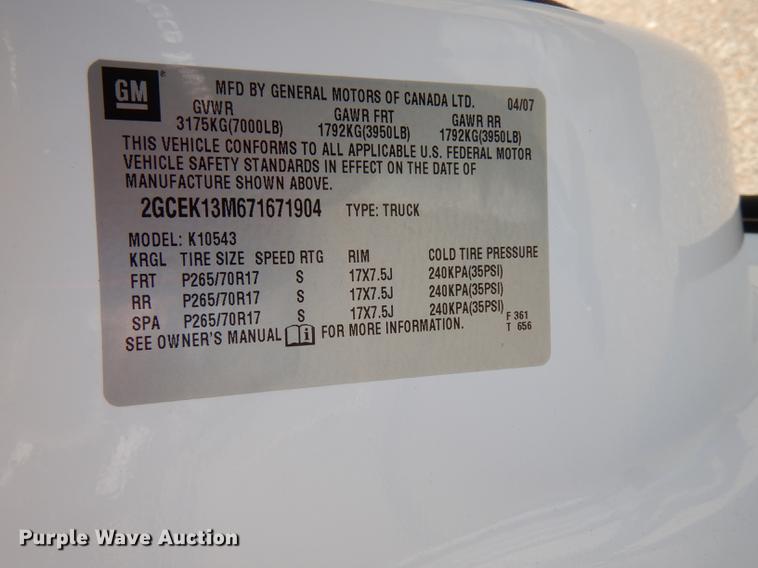 GM
MFD BY GENERAL MOTORS OF CANADA LTD. 04/07
GVWR GAWR FRT GAWR RR
3175KG(7000LB) 1792KG(3950LB) 1792KG(3950LB)
THIS VEHICLE CONFORMS TO ALL APPLICABLE U.S. FEDERAL MOTOR
VEHICLE SAFETY STANDARDS IN EFFECT ON THE DATE OF
MANUFACTURE SHOWN ABOVE.
2GCEK13M671671904 TYPE: TRUCK
MODEL: K10543
KRGL TIRE SIZE SPEED RTG RIM COLD TIRE PRESSURE
FRT P265/70R17 S 17X7.5J 240KPA(35PSI)
RR P265/70R17 S 17X7.5J 240KPA(35PSI)
SPA P265/70R17 S 17X7.5J 240KPA(35PSI)
SEE OWNER'S MANUAL FOR MORE INFORMATION.
F 361
T 656
Purple Wave Auction